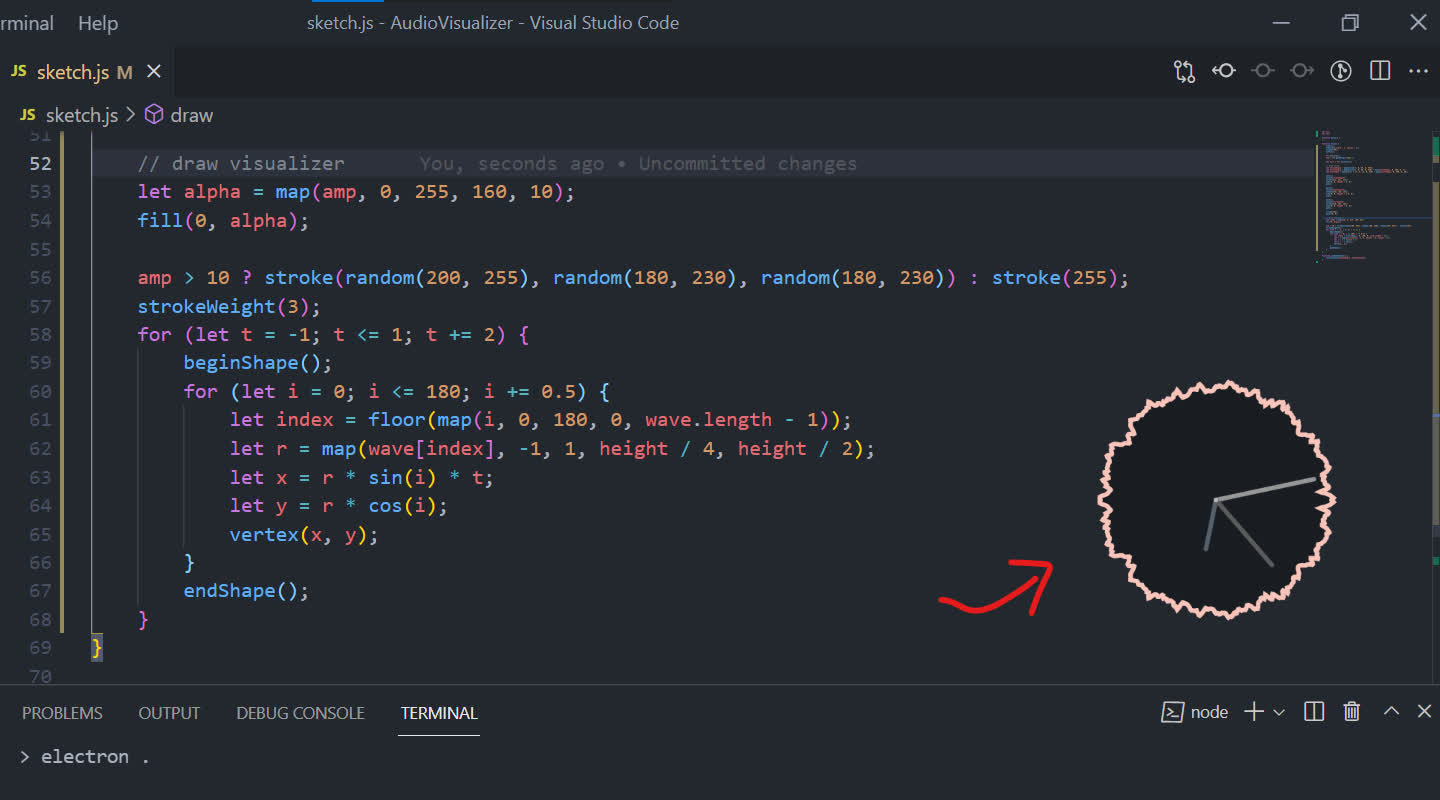 rminal Help sketch.js - AudioVisualizer - Visual Studio Code
JS sketch.js M
JS sketch.js > draw
51
52 // draw visualizer You, seconds ago • Uncommitted changes
53 let alpha = map(amp, 0, 255, 160, 10);
54 fill(0, alpha);
55
56 amp > 10 ? stroke(random(200, 255), random(180, 230), random(180, 230)) : stroke(255);
57 strokeWeight(3);
58 for (let t = -1; t <= 1; t += 2) {
59 beginShape();
60 for (let i = 0; i <= 180; i += 0.5) {
61 let index = floor(map(i, 0, 180, 0, wave.length - 1));
62 let r = map(wave[index], -1, 1, height / 4, height / 2);
63 let x = r * sin(i) * t;
64 let y = r * cos(i);
65 vertex(x, y);
66 }
67 endShape();
68 }
69 }
70
PROBLEMS OUTPUT DEBUG CONSOLE TERMINAL node
> electron .